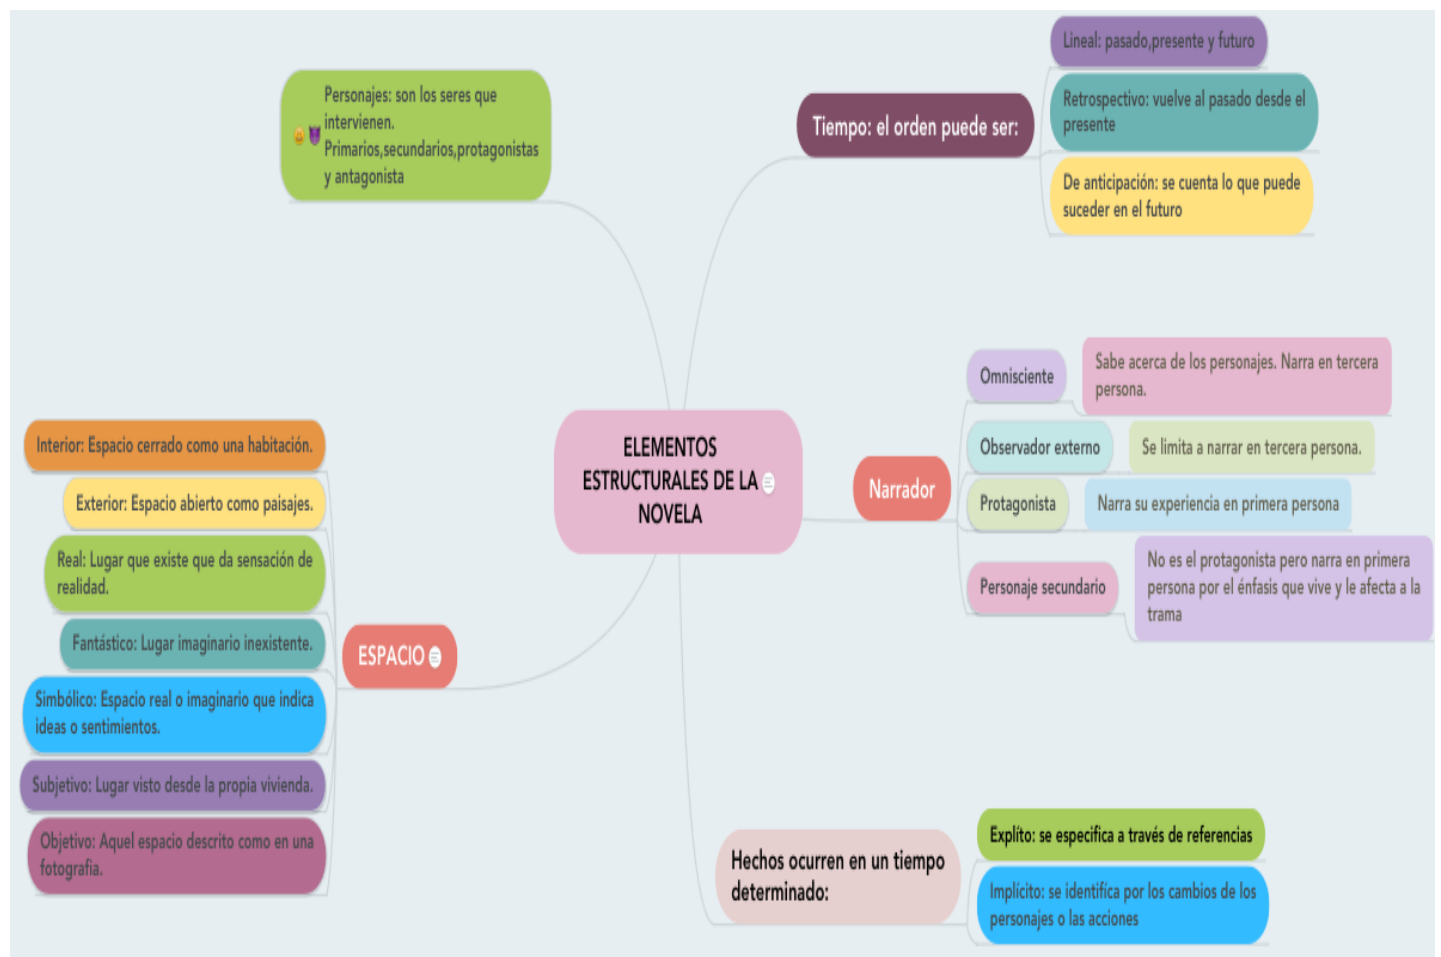 ELEMENTOS
ESTRUCTURALES DE LA
NOVELA
Personajes: son los seres que
intervienen.
Primarios,secundarios,protagonistas
y antagonista
Tiempo: el orden puede ser:
Lineal: pasado,presente y futuro
Retrospectivo: vuelve al pasado desde el
presente
De anticipación: se cuenta lo que puede
suceder en el futuro
Narrador
Omnisciente
Sabe acerca de los personajes. Narra en tercera
persona.
Observador externo
Se limita a narrar en tercera persona.
Protagonista
Narra su experiencia en primera persona
Personaje secundario
No es el protagonista pero narra en primera
persona por el énfasis que vive y le afecta a la
trama
ESPACIO
Interior: Espacio cerrado como una habitación.
Exterior: Espacio abierto como paisajes.
Real: Lugar que existe que da sensación de
realidad.
Fantástico: Lugar imaginario inexistente.
Simbólico: Espacio real o imaginario que indica
ideas o sentimientos.
Subjetivo: Lugar visto desde la propia vivienda.
Objetivo: Aquel espacio descrito como en una
fotografia.
Hechos ocurren en un tiempo
determinado:
Explíto: se especifica a través de referencias
Implícito: se identifíca por los cambios de los
personajes o las acciones